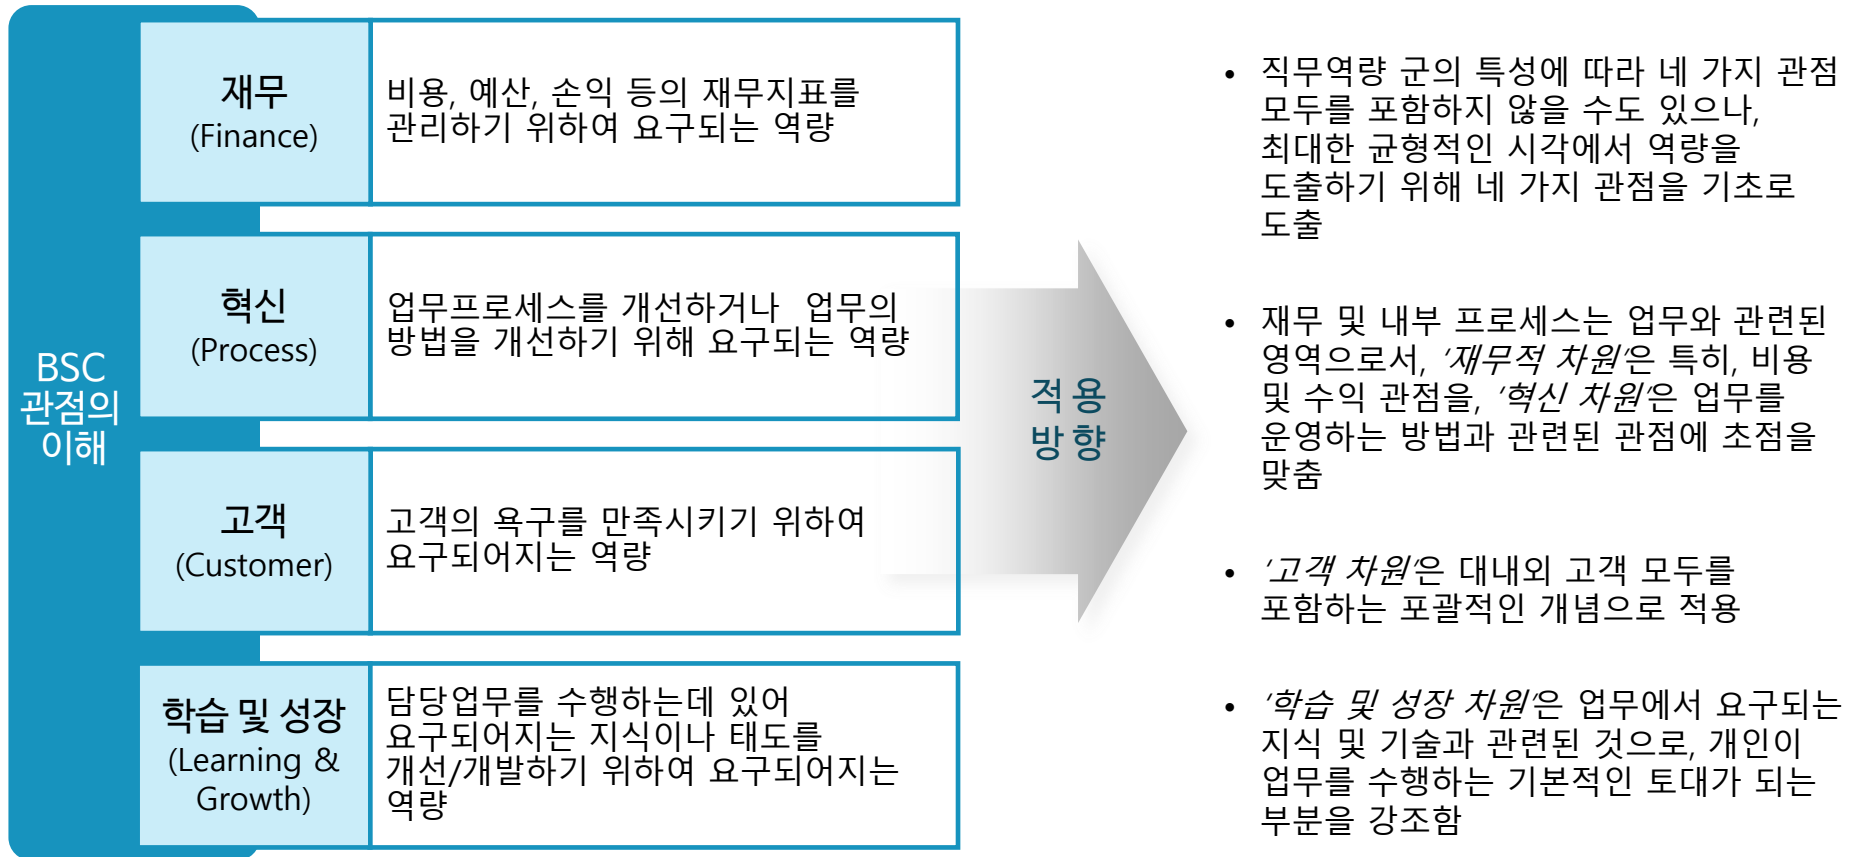 BSC
관점의
이해
재무
(Finance)
비용, 예산, 손익 등의 재무지표를
관리하기 위하여 요구되는 역량
혁신
(Process)
업무프로세스를 개선하거나 업무의
방법을 개선하기 위해 요구되는 역량
고객
(Customer)
고객의 욕구를 만족시키기 위하여
요구되어지는 역량
학습 및 성장
(Learning &
Growth)
담당업무를 수행하는데 있어
요구되어지는 지식이나 태도를
개선/개발하기 위하여 요구되어지는
역량
적용
방향
• 직무역량 군의 특성에 따라 네 가지 관점
모두를 포함하지 않을 수도 있으나,
최대한 균형적인 시각에서 역량을
도출하기 위해 네 가지 관점을 기초로
도출
• 재무 및 내부 프로세스는 업무와 관련된
영역으로서, ‘재무적 차원’은 특히, 비용
및 수익 관점을, ‘혁신 차원’은 업무를
운영하는 방법과 관련된 관점에 초점을
맞춤
• ‘고객 차원’은 대내외 고객 모두를
포함하는 포괄적인 개념으로 적용
• ‘학습 및 성장 차원’은 업무에서 요구되는
지식 및 기술과 관련된 것으로, 개인이
업무를 수행하는 기본적인 토대가 되는
부분을 강조함